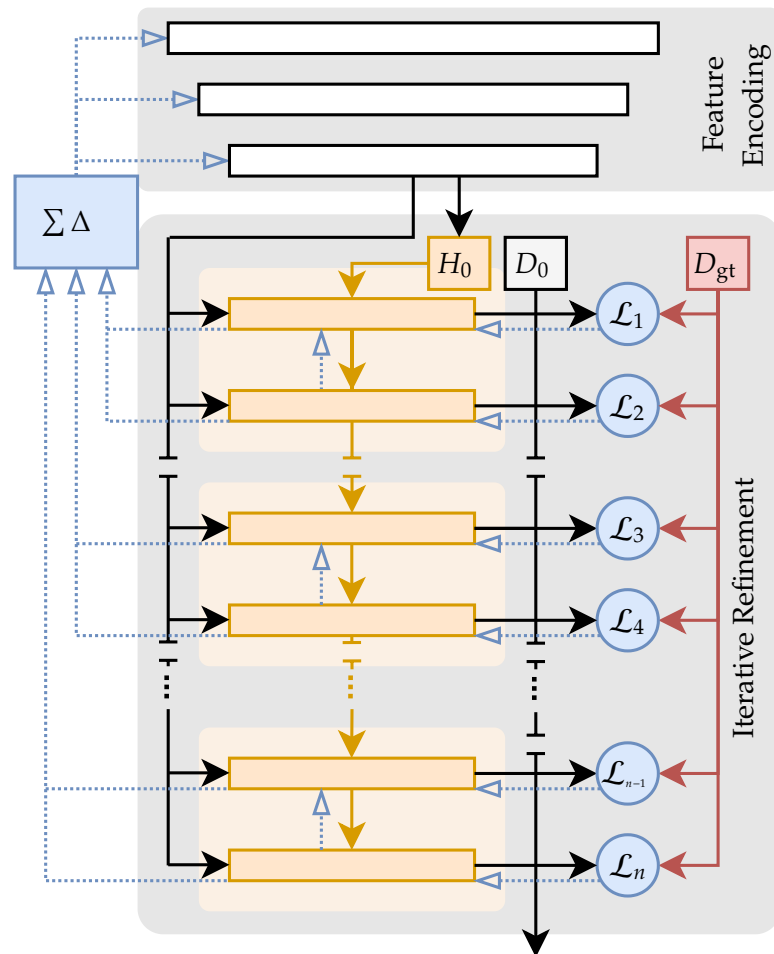 Feature
Encoding
∑ Δ
H₀
D₀
D_gt
ℒ₁
ℒ₂
ℒ₃
Iterative Refinement
ℒ₄
ℒₙ₋₁
ℒₙ